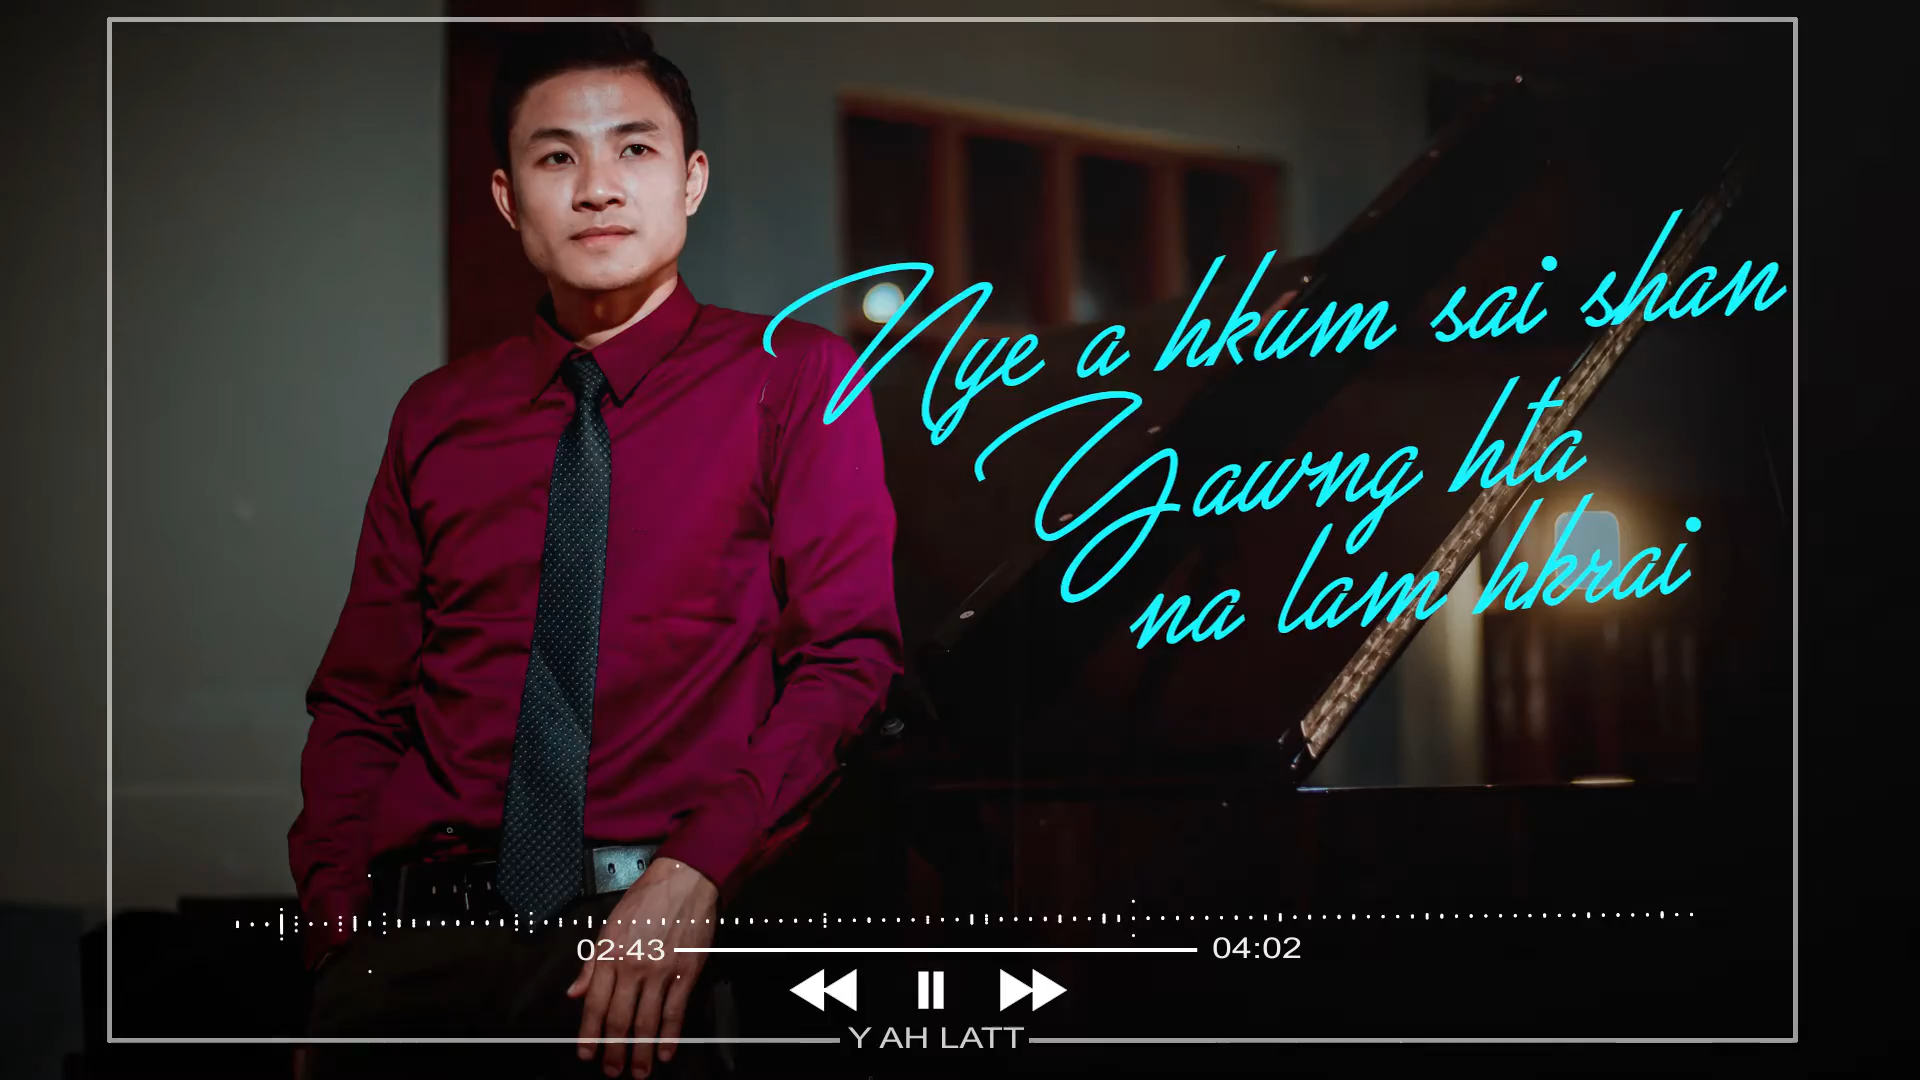 Nye a hkum sai shan
Yawng hta
na lam hkrai
02:43
04:02
Y AH LATT